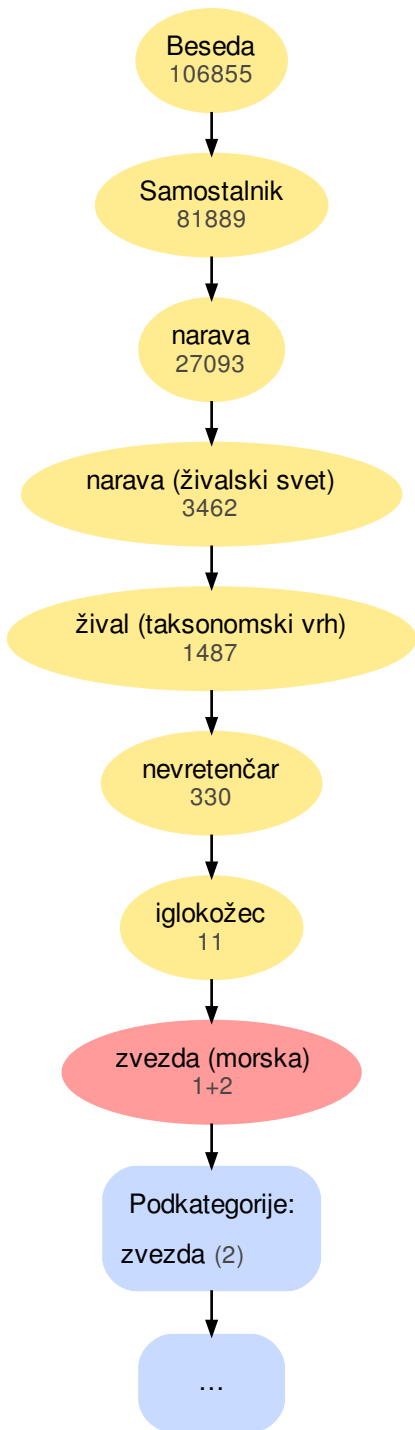 Beseda
106855
Samostalnik
81889
narava
27093
narava (živalski svet)
3462
žival (taksonomski vrh)
1487
nevretenčar
330
iglokožec
11
zvezda (morska)
1+2
Podkategorije:
zvezda (2)
...